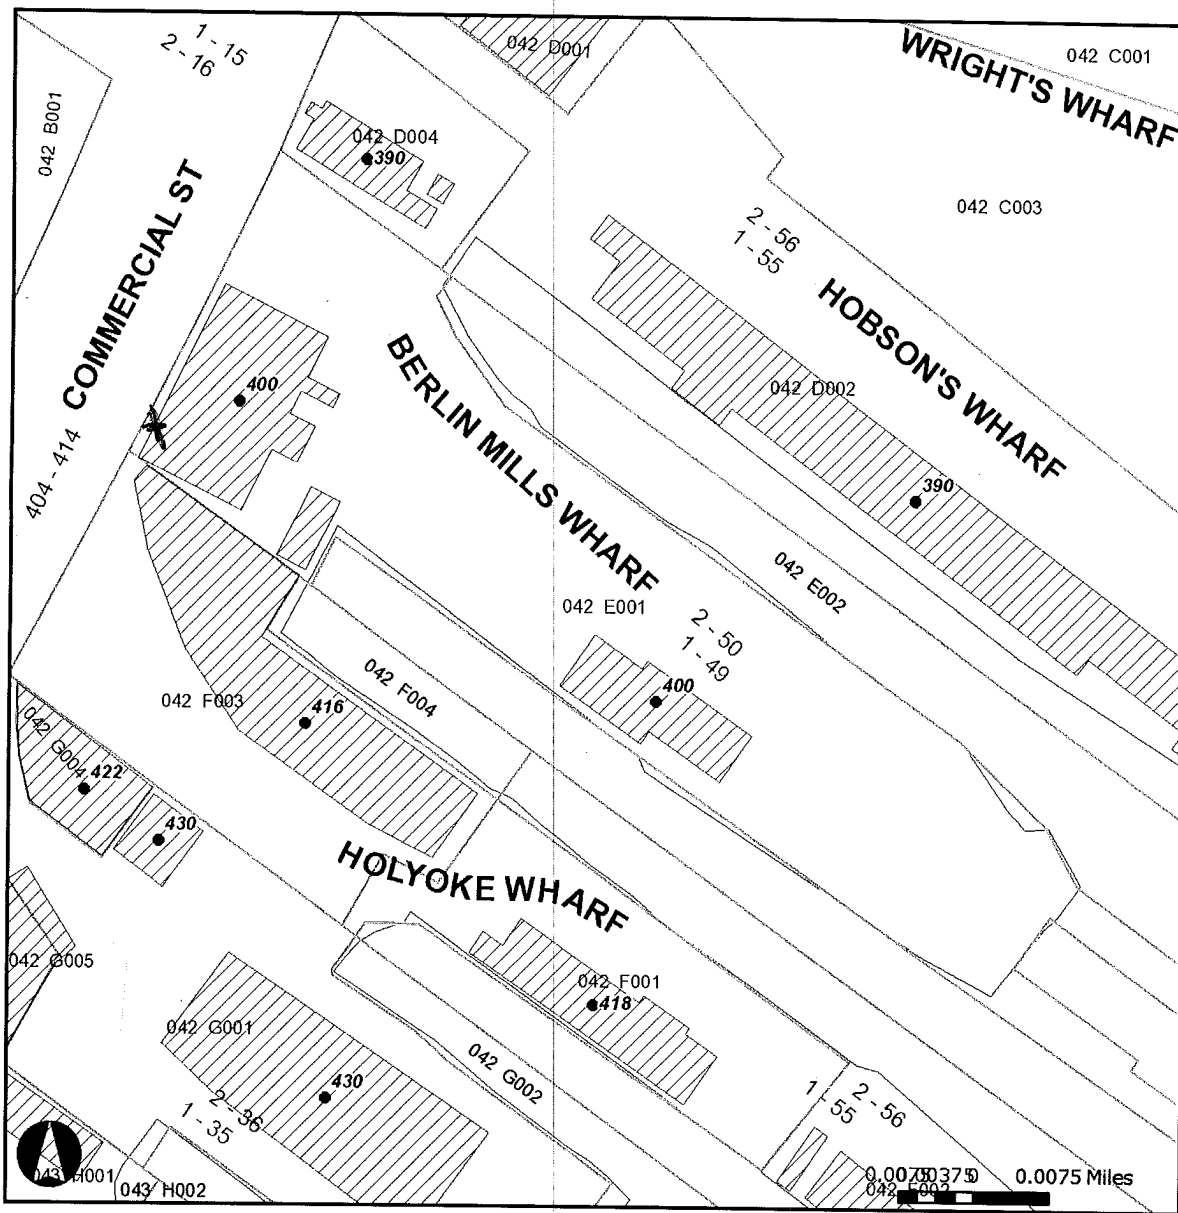 1 - 15
2 - 16
042 D001
WRIGHT'S WHARF
042 C001
042 B001
042 D004
390
COMMERCIAL ST
042 C003
2 - 56
1 - 55
HOBSON'S WHARF
400
BERLIN MILLS WHARF
042 D002
404 - 414
390
042 E002
042 E001
2 - 50
1 - 49
400
042 F004
042 F003
416
042 G004
422
430
HOLYOKE WHARF
042 G005
042 F001
418
042 G001
042 G002
430
2 - 36
1 - 35
1 - 55
2 - 56
043 H001
043 H002
0.0075 Miles